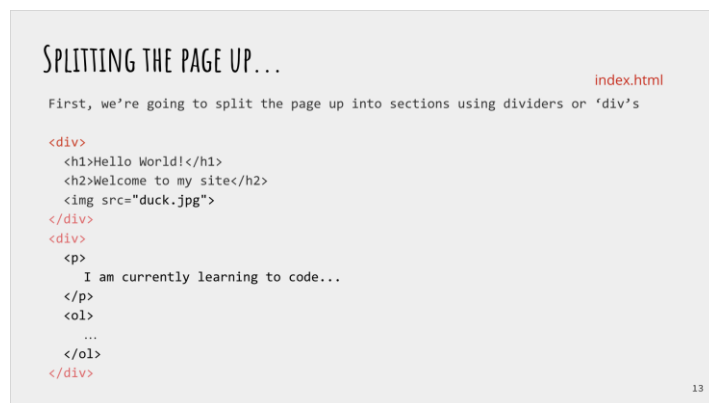 SPLITTING THE PAGE UP...
index.html
First, we’re going to split the page up into sections using dividers or ‘div’s
<div>
<h1>Hello World!</h1>
<h2>Welcome to my site</h2>
<img src="duck.jpg">
</div>
<div>
<p>
I am currently learning to code...
</p>
<ol>
...
</ol>
</div>
13